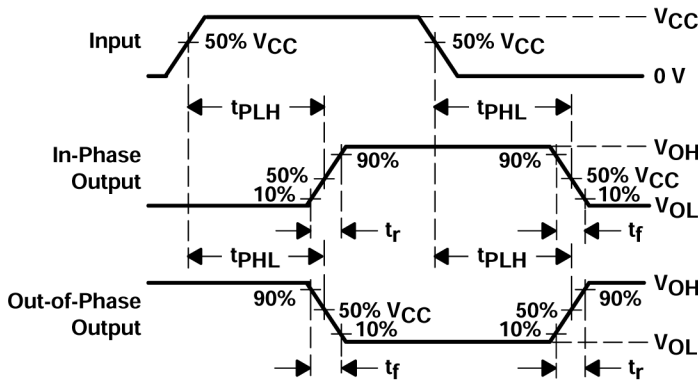 VCC
Input
50% VCC
50% VCC
0 V
tPLH
tPHL
In-Phase
Output
90%
90%
VOH
50%
50% VCC
10%
10%
VOL
tr
tf
tPHL
tPLH
Out-of-Phase
Output
90%
90%
VOH
50% VCC
50%
10%
10%
VOL
tf
tr